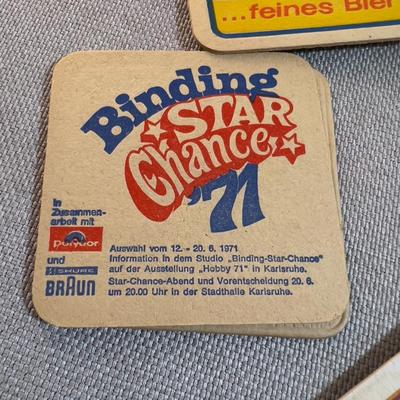 ...feines Bier
Binding
STAR
Chance
'71
In
Zusammen-
arbeit mit
polydor
und
SHURE
BRAUN
Auswahl vom 12. - 20. 6. 1971
Information in dem Studio „Binding-Star-Chance"
auf der Ausstellung „Hobby 71" in Karlsruhe.
Star-Chance-Abend und Vorentscheidung 20. 6.
um 20.00 Uhr in der Stadthalle Karlsruhe.